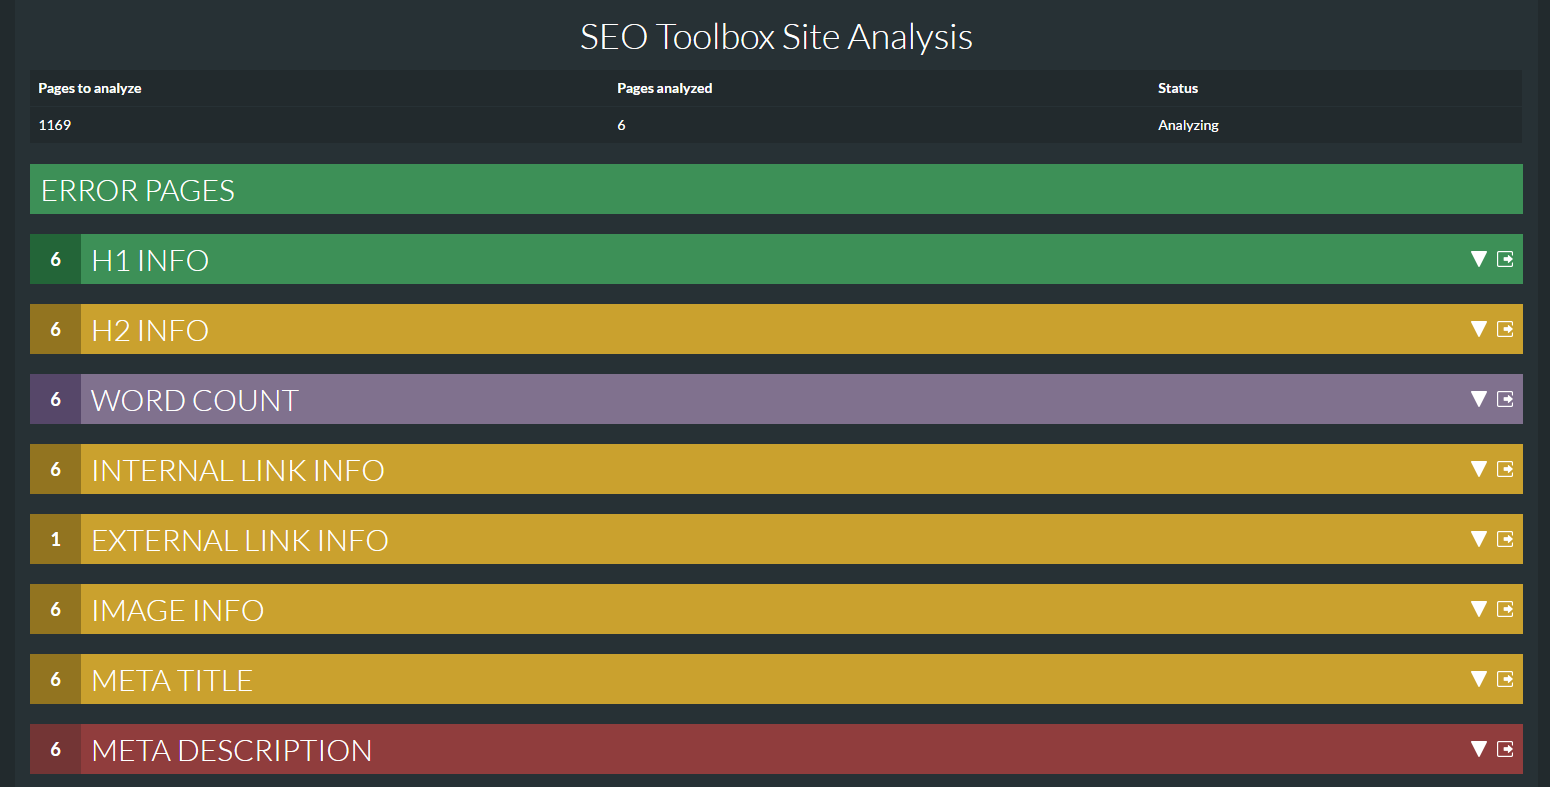 SEO Toolbox Site Analysis
Pages to analyze Pages analyzed Status
1169 6 Analyzing
ERROR PAGES
6 H1 INFO
6 H2 INFO
6 WORD COUNT
6 INTERNAL LINK INFO
1 EXTERNAL LINK INFO
6 IMAGE INFO
6 META TITLE
6 META DESCRIPTION